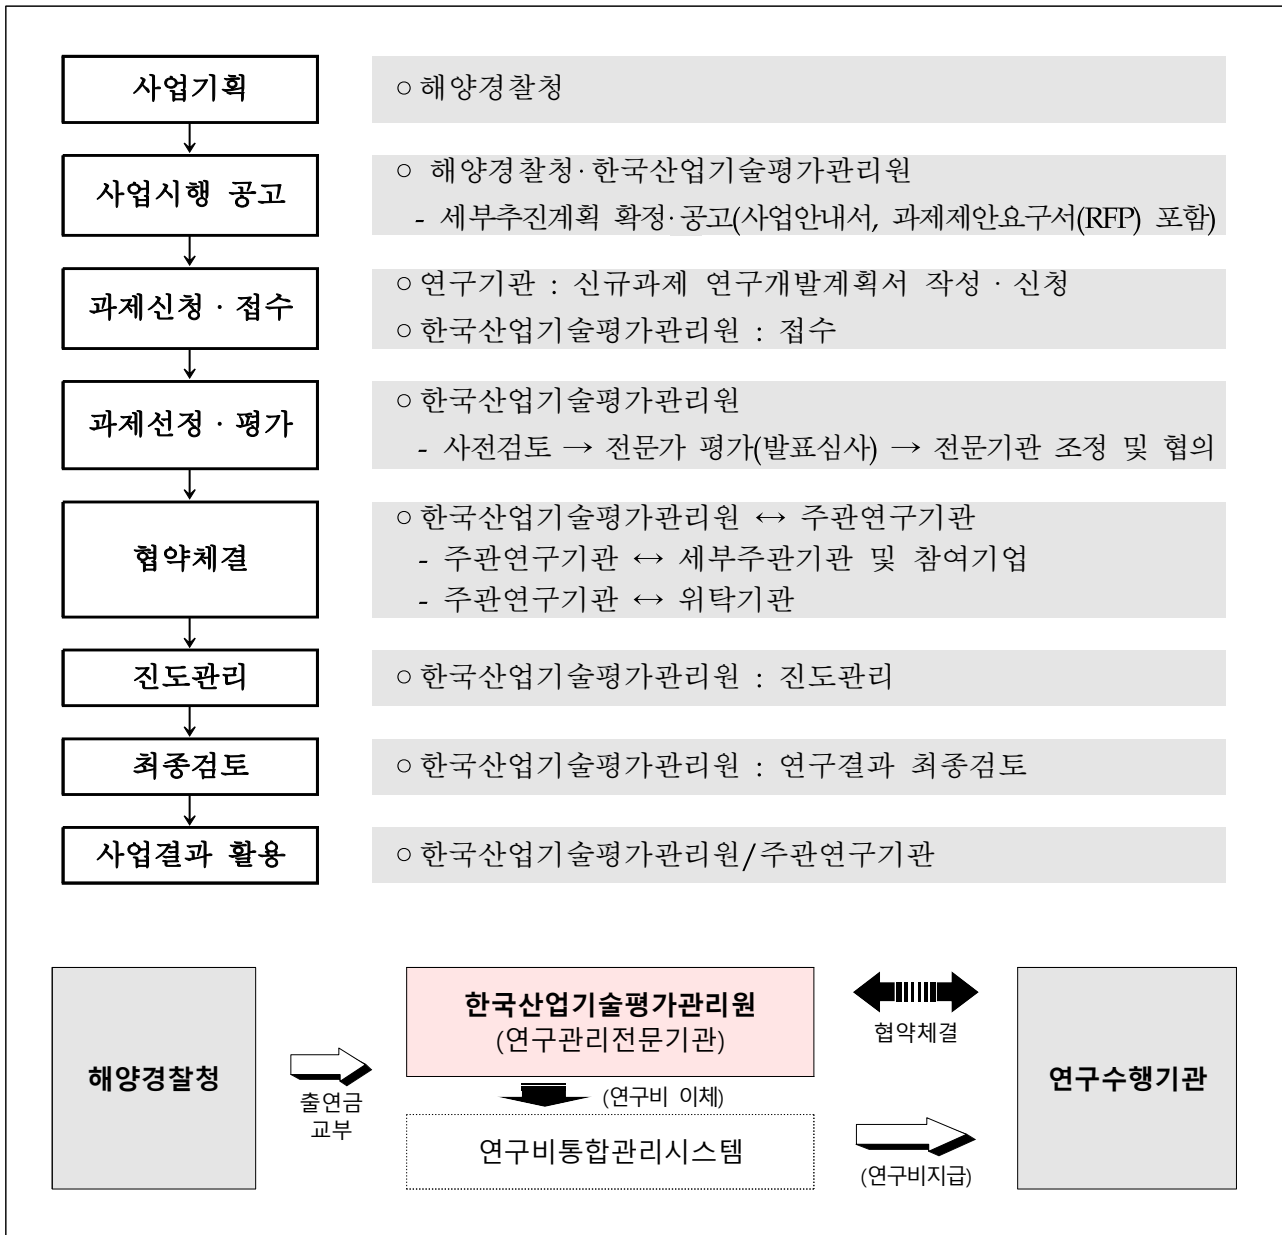 사업기획
○ 해양경찰청
사업시행 공고
○ 해양경찰청·한국산업기술평가관리원
- 세부추진계획 확정·공고(사업안내서, 과제제안요구서(RFP) 포함)
과제신청 · 접수
○ 연구기관 : 신규과제 연구개발계획서 작성 · 신청
○ 한국산업기술평가관리원 : 접수
과제선정 · 평가
○ 한국산업기술평가관리원
- 사전검토 → 전문가 평가(발표심사) → 전문기관 조정 및 협의
협약체결
○ 한국산업기술평가관리원 ↔ 주관연구기관
- 주관연구기관 ↔ 세부주관기관 및 참여기업
- 주관연구기관 ↔ 위탁기관
진도관리
○ 한국산업기술평가관리원 : 진도관리
최종검토
○ 한국산업기술평가관리원 : 연구결과 최종검토
사업결과 활용
○ 한국산업기술평가관리원/주관연구기관
해양경찰청
출연금
교부
한국산업기술평가관리원
(연구관리전문기관)
(연구비 이체)
연구비통합관리시스템
협약체결
(연구비지급)
연구수행기관